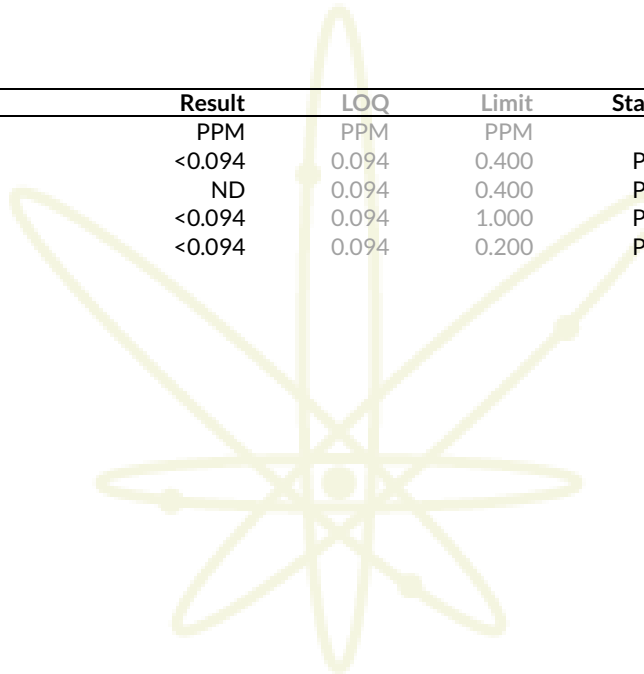 Result LOQ Limit Sta
PPM PPM PPM
<0.094 0.094 0.400 P
ND 0.094 0.400 P
<0.094 0.094 1.000 P
<0.094 0.094 0.200 P